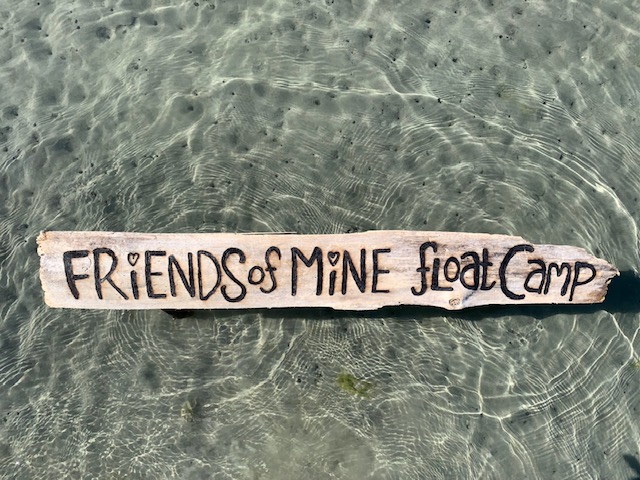 FRiENDS of MiNE fLoat Camp